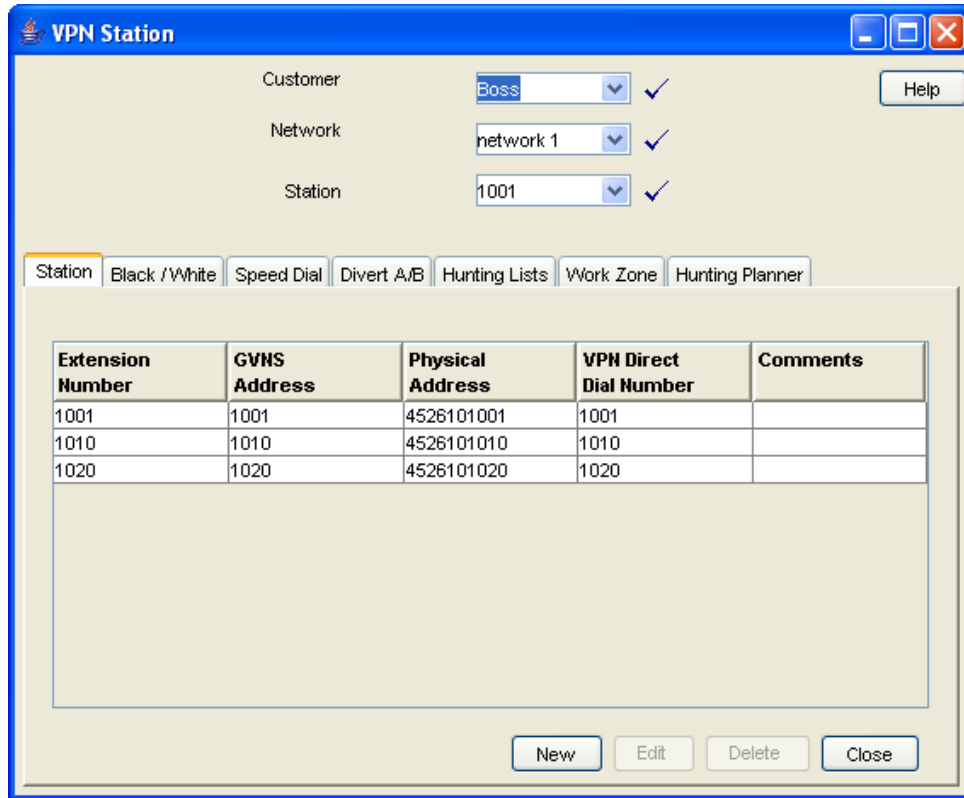 VPN Station
Customer Boss Help
Network network 1
Station 1001
Station Black / White Speed Dial Divert A/B Hunting Lists Work Zone Hunting Planner
Extension Number GVNS Address Physical Address VPN Direct Dial Number Comments
1001 1001 4526101001 1001
1010 1010 4526101010 1010
1020 1020 4526101020 1020
New Edit Delete Close